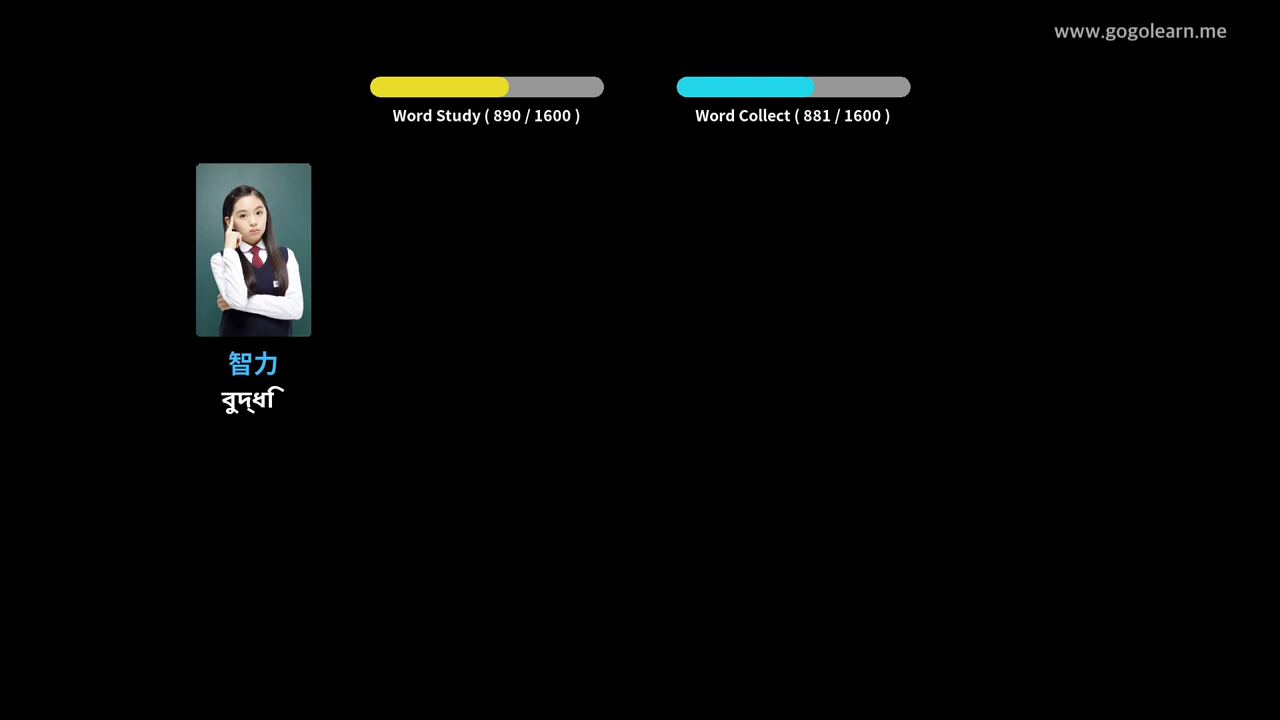 www.gogolearn.me
Word Study ( 890 / 1600 )
Word Collect ( 881 / 1600 )
智力
বুদ্ধি